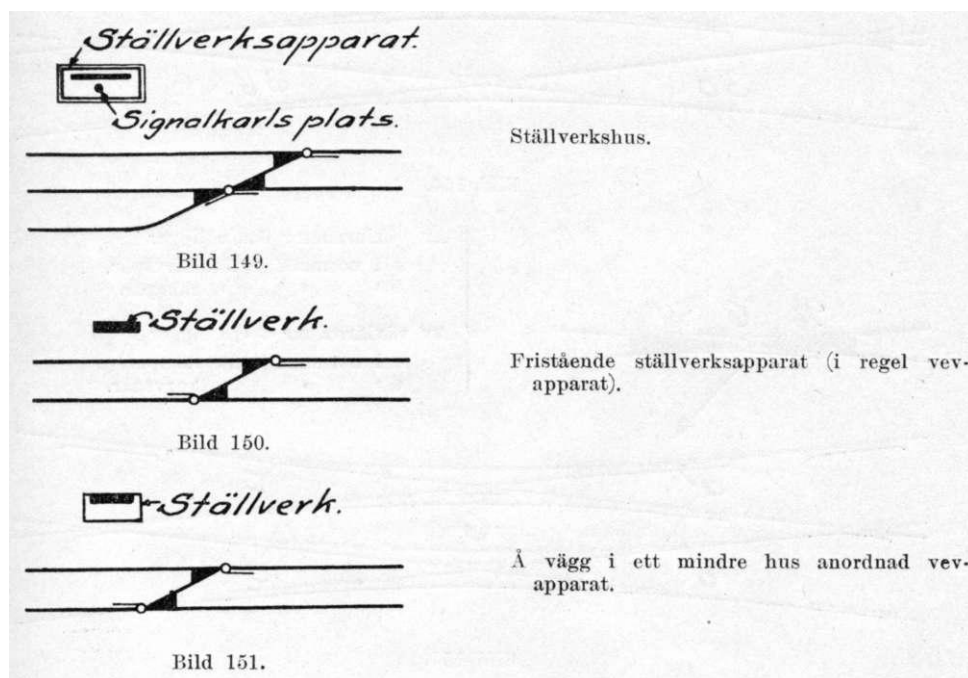 Ställverksapparat.
Signalkarls plats.
Ställverkshus.
Bild 149.
Ställverk.
Fristående ställverksapparat (i regel vev-
apparat).
Bild 150.
Ställverk.
Å vägg i ett mindre hus anordnad vev-
apparat.
Bild 151.